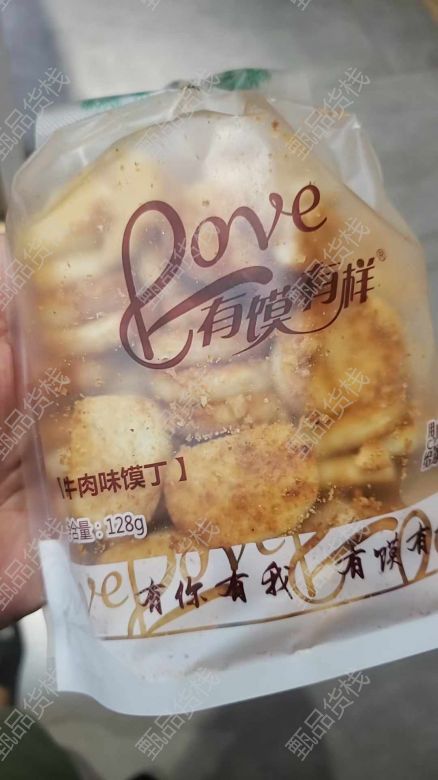 Love
有馍有样®
【牛肉味馍丁】
含量：128g
有你有我 有馍有
甄品货栈